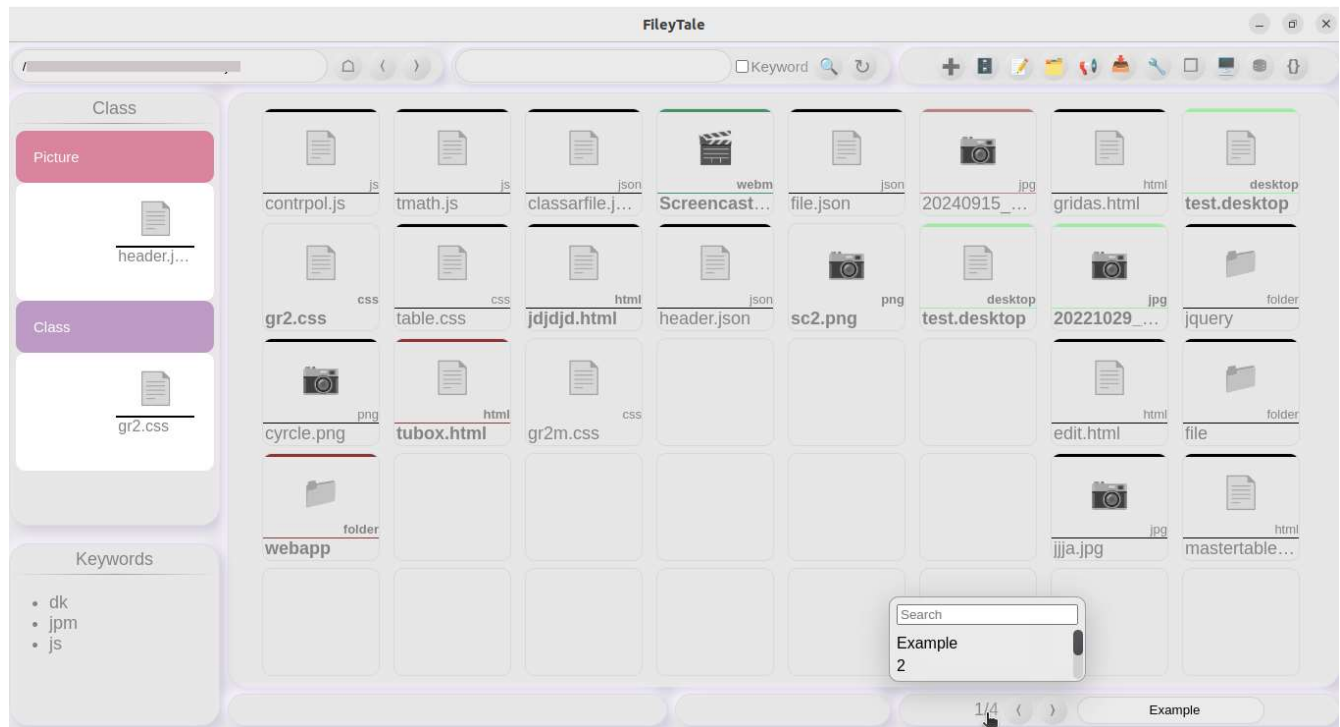 FileyTale
/
Keyword
{}
Class
Picture
header.j...
Class
gr2.css
Keywords
dk
jpm
js
js
contrpol.js
js
tmath.js
json
classarfile.j...
webm
Screencast...
json
file.json
jpg
20240915_...
html
gridas.html
desktop
test.desktop
css
gr2.css
css
table.css
html
jdjdjd.html
json
header.json
png
sc2.png
desktop
test.desktop
jpg
20221029_...
folder
jquery
png
cyrcle.png
html
tubox.html
css
gr2m.css
html
edit.html
folder
file
folder
webapp
jpg
jjja.jpg
html
mastertable...
Search
Example
2
1/4
Example